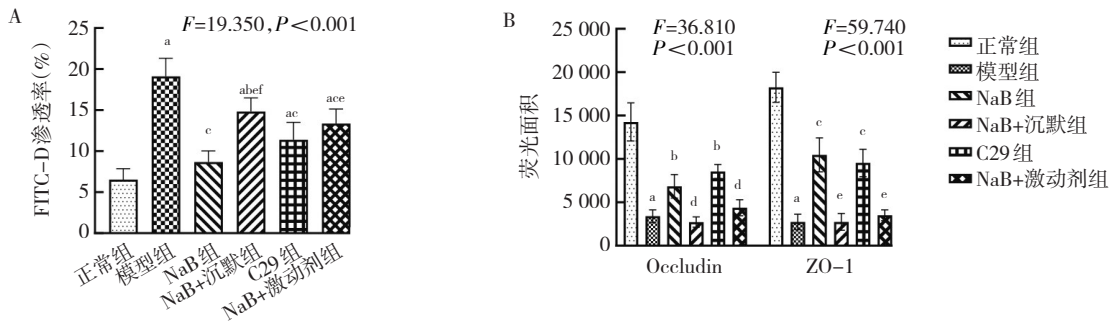 A
F=19.350, P<0.001
FITC-D渗透率(%)
25
20
15
10
5
0
a
c
abef
ac
ace
正常组
模型组
NaB组
NaB+沉默组
C29组
NaB+激动剂组
B
F=36.810
P<0.001
F=59.740
P<0.001
荧光面积
25 000
20 000
15 000
10 000
5 000
0
a
b
d
b
d
a
c
e
c
e
Occludin
ZO-1
正常组
模型组
NaB组
NaB+沉默组
C29组
NaB+激动剂组